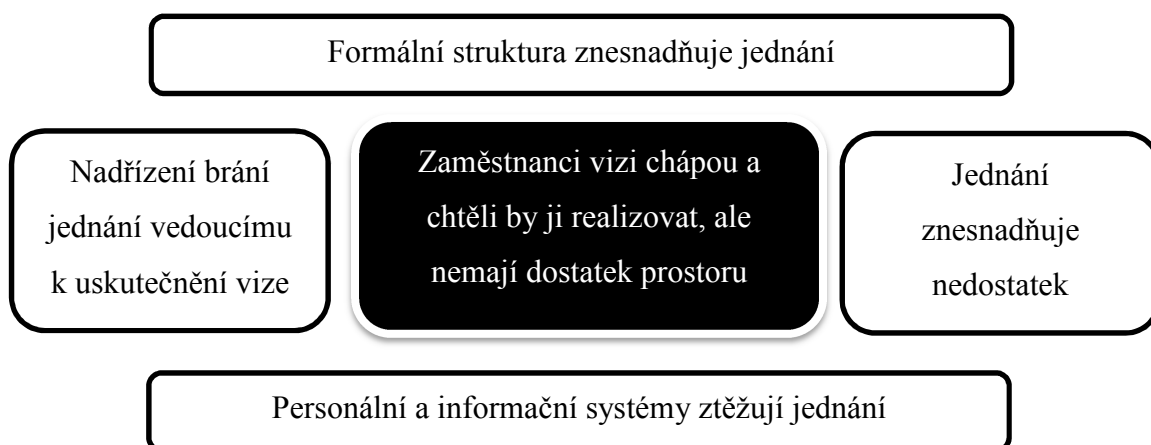 Formální struktura znesnadňuje jednání
Nadřízení brání
jednání vedoucímu
k uskutečnění vize
Zaměstnanci vizi chápou a
chtěli by ji realizovat, ale
nemají dostatek prostoru
Jednání
znesnadňuje
nedostatek
Personální a informační systémy ztěžují jednání